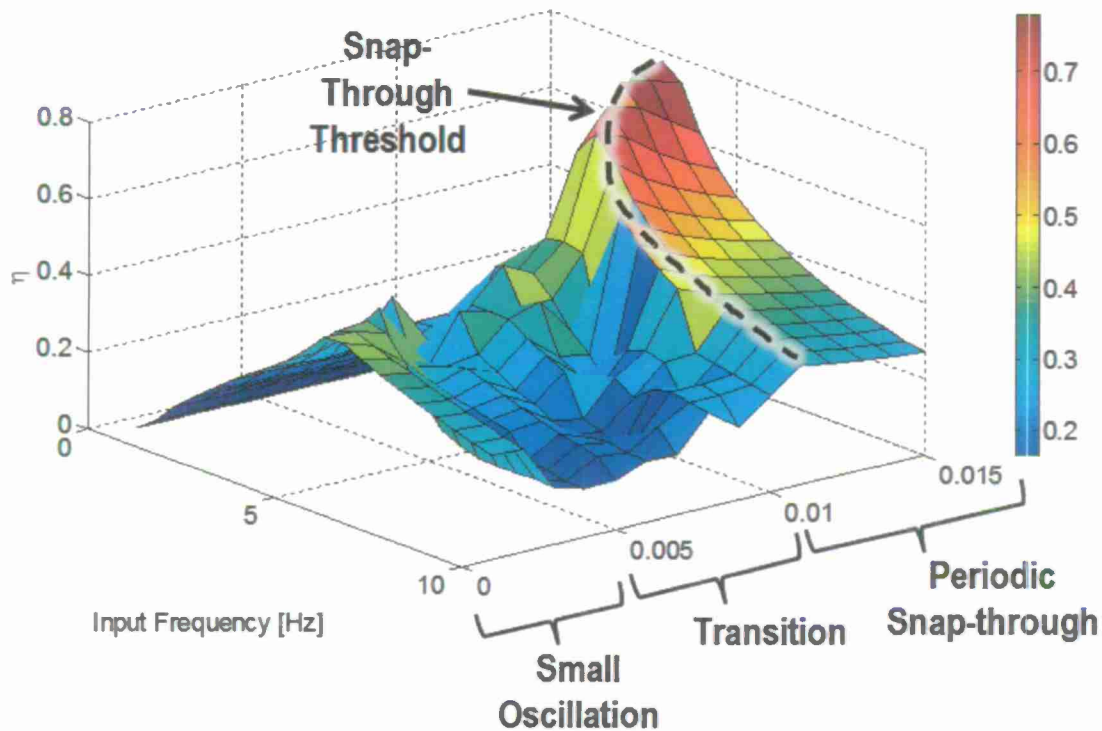 Snap-
Through
Threshold
0.8
0.6
0.4
0.2
0
η
0
5
10
Input Frequency [Hz]
0
0.005
0.01
0.015
0.7
0.6
0.5
0.4
0.3
0.2
Small
Oscillation
Transition
Periodic
Snap-through